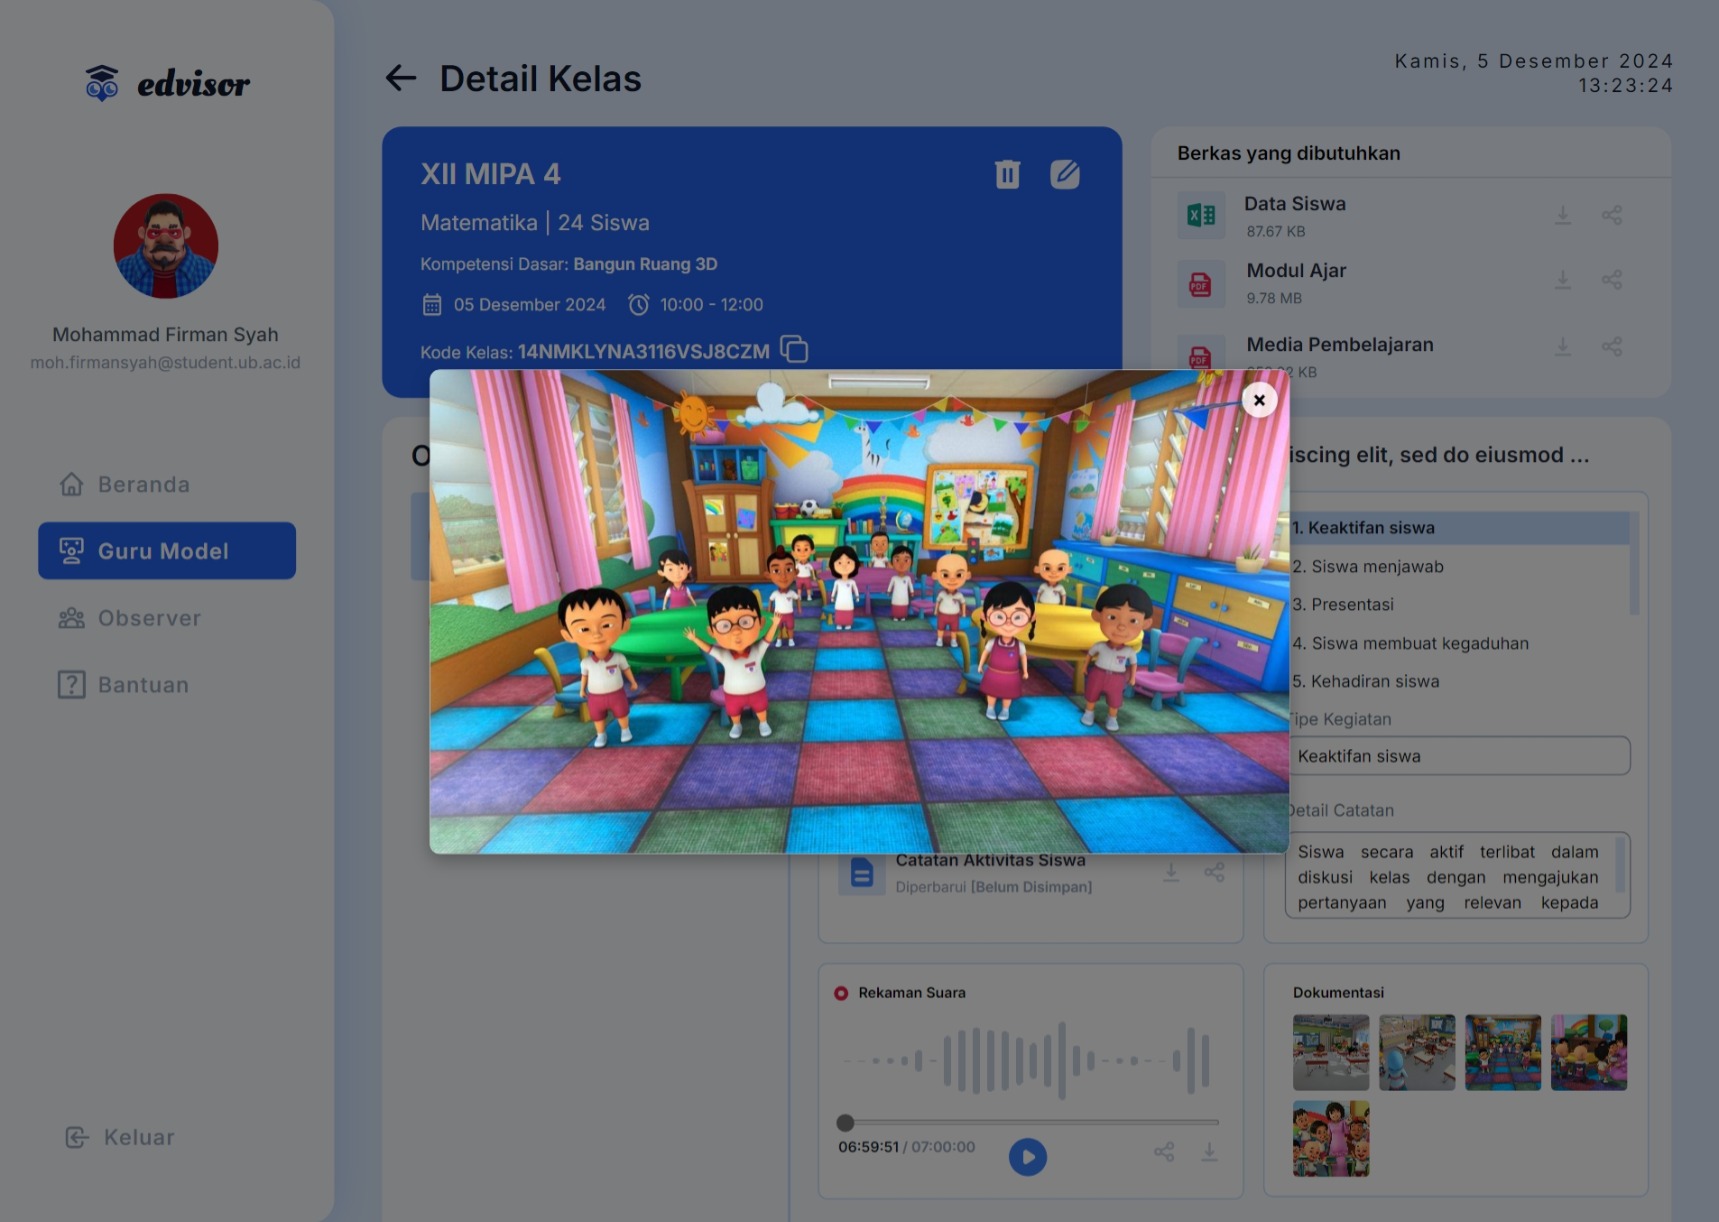 edvisor
Mohammad Firman Syah
moh.firmansyah@student.ub.ac.id
Beranda
Guru Model
Observer
Bantuan
Keluar
Detail Kelas
Kamis, 5 Desember 2024
13:23:24
XII MIPA 4
Matematika | 24 Siswa
Kompetensi Dasar: Bangun Ruang 3D
05 Desember 2024 10:00 - 12:00
Kode Kelas: 14NMKLYNA3116VSJ8CZM
Berkas yang dibutuhkan
Data Siswa
87.67 KB
Modul Ajar
9.78 MB
Media Pembelajaran
KB
iscing elit, sed do eiusmod ...
1. Keaktifan siswa
2. Siswa menjawab
3. Presentasi
4. Siswa membuat kegaduhan
5. Kehadiran siswa
Tipe Kegiatan
Keaktifan siswa
Detail Catatan
Siswa secara aktif terlibat dalam
diskusi kelas dengan mengajukan
pertanyaan yang relevan kepada
Catatan Aktivitas Siswa
Diperbarui [Belum Disimpan]
Rekaman Suara
06:59:51 / 07:00:00
Dokumentasi